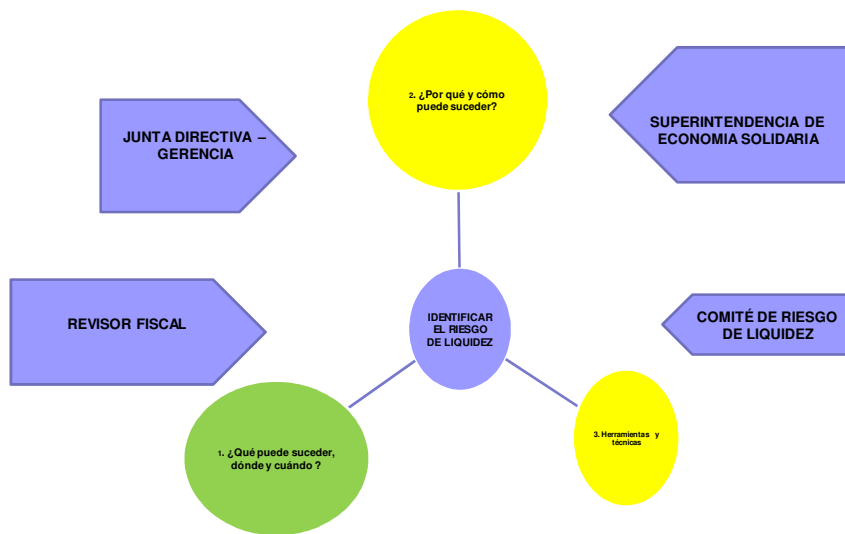 2. ¿Por qué y cómo
puede suceder?
JUNTA DIRECTIVA –
GERENCIA
SUPERINTENDENCIA DE
ECONOMIA SOLIDARIA
REVISOR FISCAL
IDENTIFICAR
EL RIESGO
DE LIQUIDEZ
COMITÉ DE RIESGO
DE LIQUIDEZ
1. ¿Qué puede suceder,
dónde y cuándo ?
3. Herramientas y
técnicas